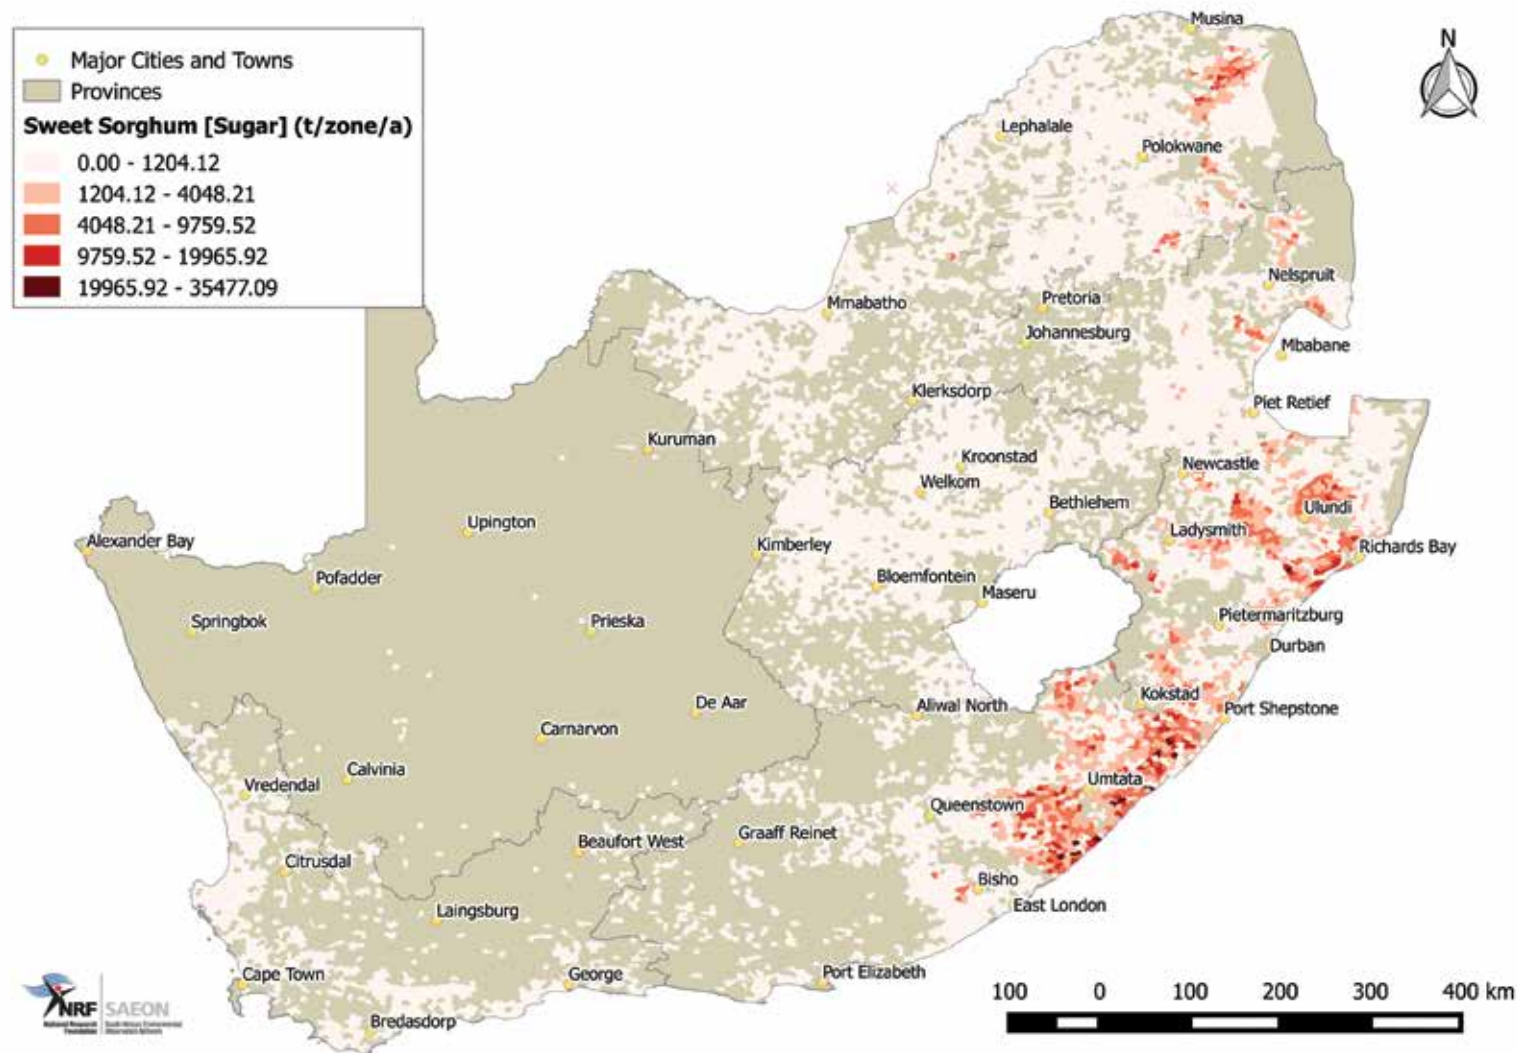 Major Cities and Towns
Provinces
Sweet Sorghum [Sugar] (t/zone/a)
0.00 - 1204.12
1204.12 - 4048.21
4048.21 - 9759.52
9759.52 - 19965.92
19965.92 - 35477.09
N
Musina
Lephalale
Polokwane
Nelspruit
Mmabatho
Pretoria
Johannesburg
Mbabane
Klerksdorp
Piet Retief
Kuruman
Kroonstad
Newcastle
Welkom
Bethlehem
Ulundi
Upington
Ladysmith
Alexander Bay
Kimberley
Richards Bay
Pofadder
Bloemfontein
Maseru
Springbok
Prieska
Pietermaritzburg
Durban
De Aar
Aliwal North
Kokstad
Port Shepstone
Carnarvon
Calvinia
Vredendal
Umtata
Queenstown
Beaufort West
Graaff Reinet
Citrusdal
Bisho
Laingsburg
East London
Cape Town
George
Port Elizabeth
Bredasdorp
NRF SAEON
National Research
Foundation
100 0 100 200 300 400 km